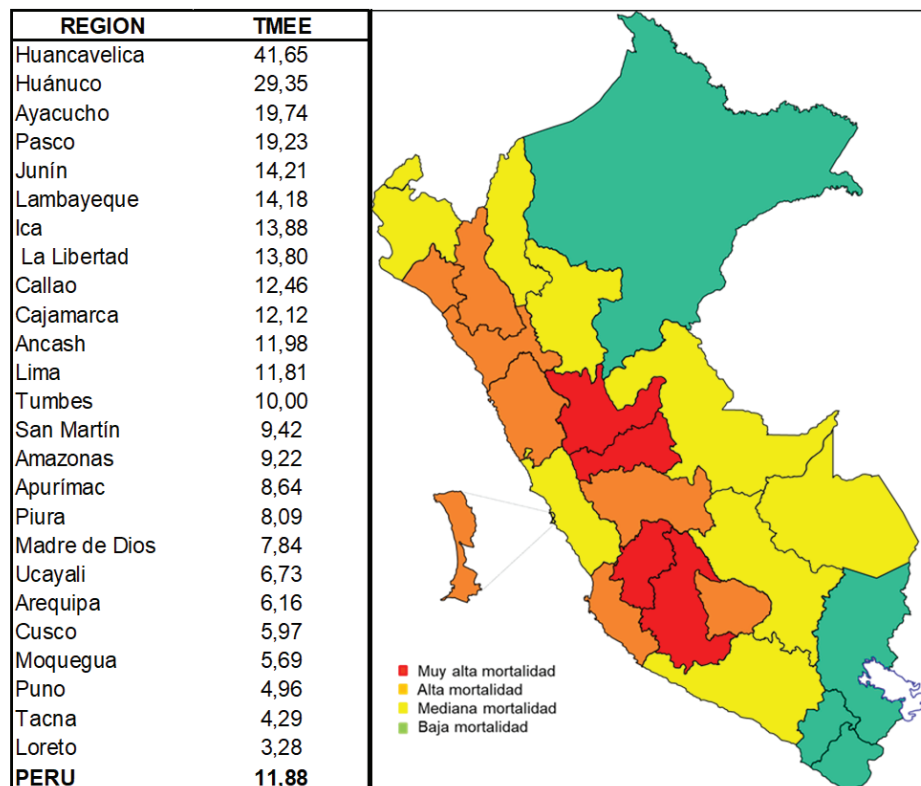 REGION TMEE
Huancavelica 41,65
Huánuco 29,35
Ayacucho 19,74
Pasco 19,23
Junín 14,21
Lambayeque 14,18
Ica 13,88
La Libertad 13,80
Callao 12,46
Cajamarca 12,12
Ancash 11,98
Lima 11,81
Tumbes 10,00
San Martín 9,42
Amazonas 9,22
Apurímac 8,64
Piura 8,09
Madre de Dios 7,84
Ucayali 6,73
Arequipa 6,16
Cusco 5,97
Moquegua 5,69
Puno 4,96
Tacna 4,29
Loreto 3,28
PERU 11,88
Muy alta mortalidad
Alta mortalidad
Mediana mortalidad
Baja mortalidad